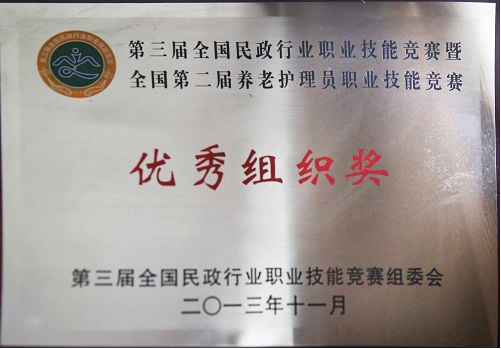 第三届全国民政行业职业技能竞赛暨
全国第二届养老护理员职业技能竞赛
优秀组织奖
第三届全国民政行业职业技能竞赛组委会
二〇一三年十一月